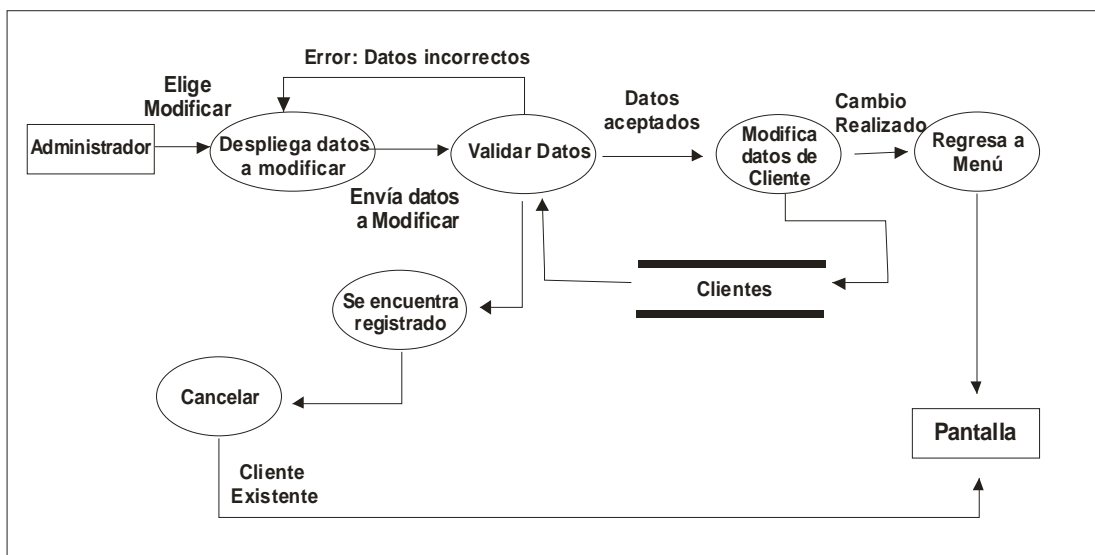 Error: Datos incorrectos
Elige
Modificar
Administrador
Despliega datos
a modificar
Envía datos
a Modificar
Validar Datos
Datos
aceptados
Modifica
datos de
Cliente
Cambio
Realizado
Regresa a
Menú
Clientes
Se encuentra
registrado
Cancelar
Cliente
Existente
Pantalla